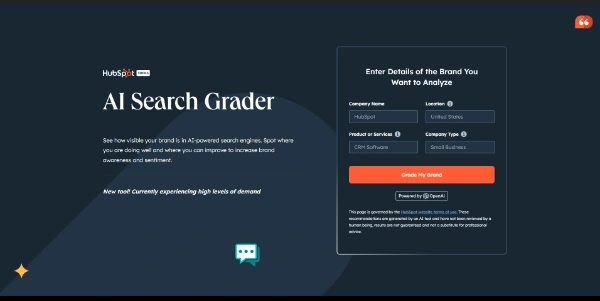 HubSpot
AI Search Grader
See how visible your brand is in AI-powered search engines. Spot where
you are doing well and where you can improve to increase brand
awareness and sentiment.
New tool! Currently experiencing high levels of demand
Enter Details of the Brand You
Want to Analyze
Company Name
Location
HubSpot
United States
Product or Services
Company Type
CRM Software
Small Business
Grade My Brand
Powered by OpenAI
This page is governed by the HubSpot website terms of use. These
recommendations are generated by an AI tool and have not been reviewed by a
human being, results are not guaranteed and not a substitute for professional
advice.